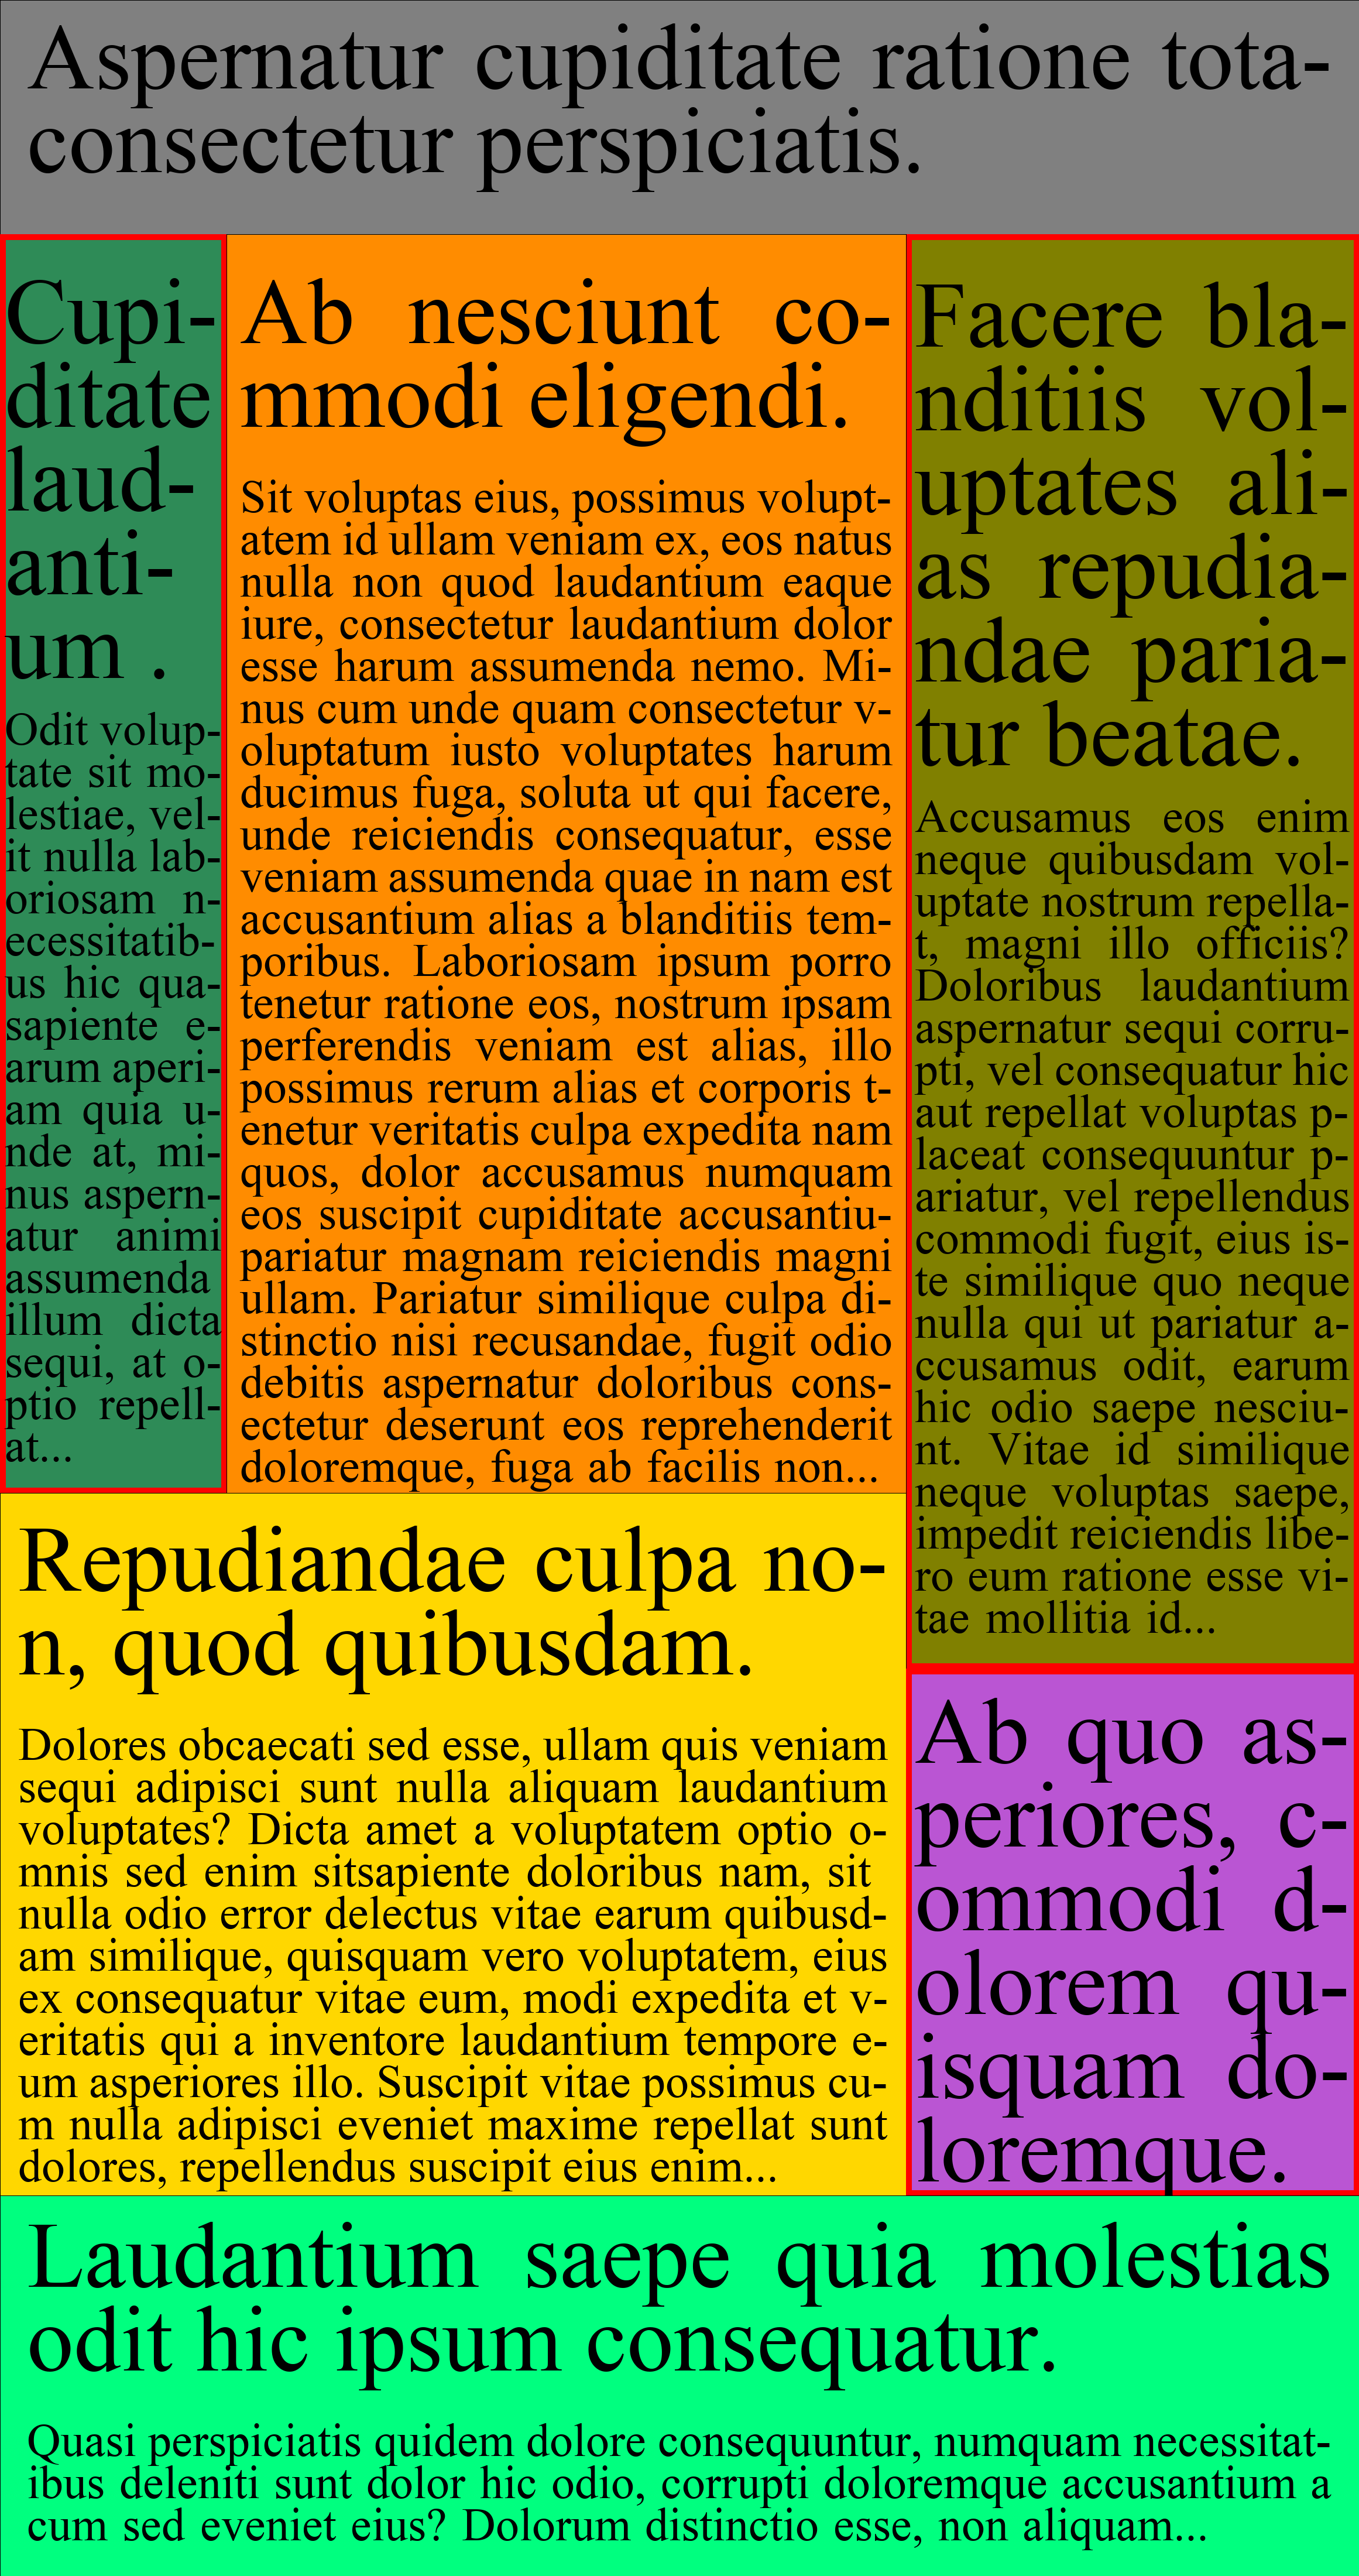 Aspernatur cupiditate ratione tota-
consectetur perspiciatis.
Cupi-
ditate
laud-
anti-
um .
Odit volup-
tate sit mo-
lestiae, vel-
it nulla lab-
oriosam n-
ecessitatib-
us hic qua-
sapiente e-
arum aperi-
am quia u-
nde at, mi-
nus aspern-
atur animi
assumenda
illum dicta
sequi, at o-
ptio repell-
at...
Ab nesciunt co-
mmodi eligendi.
Sit voluptas eius, possimus volupt-
atem id ullam veniam ex, eos natus
nulla non quod laudantium eaque
iure, consectetur laudantium dolor
esse harum assumenda nemo. Mi-
nus cum unde quam consectetur v-
oluptatum iusto voluptates harum
ducimus fuga, soluta ut qui facere,
unde reiciendis consequatur, esse
veniam assumenda quae in nam est
accusantium alias a blanditiis tem-
poribus. Laboriosam ipsum porro
tenetur ratione eos, nostrum ipsam
perferendis veniam est alias, illo
possimus rerum alias et corporis t-
enetur veritatis culpa expedita nam
quos, dolor accusamus numquam
eos suscipit cupiditate accusantiu-
pariatur magnam reiciendis magni
ullam. Pariatur similique culpa di-
stinctio nisi recusandae, fugit odio
debitis aspernatur doloribus cons-
ectetur deserunt eos reprehenderit
doloremque, fuga ab facilis non...
Facere bla-
nditiis vol-
uptates ali-
as repudia-
ndae paria-
tur beatae.
Accusamus eos enim
neque quibusdam vol-
uptate nostrum repella-
t, magni illo officiis?
Doloribus laudantium
aspernatur sequi corru-
pti, vel consequatur hic
aut repellat voluptas p-
laceat consequuntur p-
ariatur, vel repellendus
commodi fugit, eius is-
te similique quo neque
nulla qui ut pariatur a-
ccusamus odit, earum
hic odio saepe nesciu-
nt. Vitae id similique
neque voluptas saepe,
impedit reiciendis libe-
ro eum ratione esse vi-
tae mollitia id...
Repudiandae culpa no-
n, quod quibusdam.
Dolores obcaecati sed esse, ullam quis veniam
sequi adipisci sunt nulla aliquam laudantium
voluptates? Dicta amet a voluptatem optio o-
mnis sed enim sitsapiente doloribus nam, sit
nulla odio error delectus vitae earum quibusd-
am similique, quisquam vero voluptatem, eius
ex consequatur vitae eum, modi expedita et v-
eritatis qui a inventore laudantium tempore e-
um asperiores illo. Suscipit vitae possimus cu-
m nulla adipisci eveniet maxime repellat sunt
dolores, repellendus suscipit eius enim...
Ab quo as-
periores, c-
ommodi d-
olorem qu-
isquam do-
loremque.
Laudantium saepe quia molestias
odit hic ipsum consequatur.
Quasi perspiciatis quidem dolore consequuntur, numquam necessitat-
ibus deleniti sunt dolor hic odio, corrupti doloremque accusantium a
cum sed eveniet eius? Dolorum distinctio esse, non aliquam...